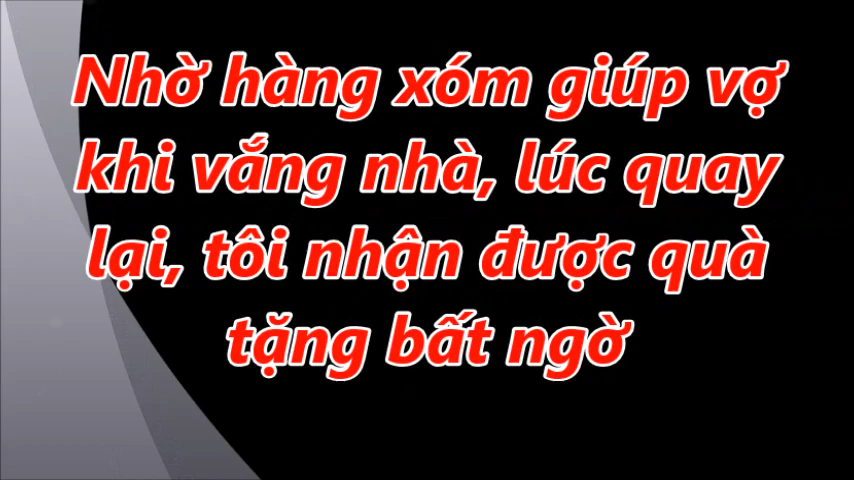 Nhờ hàng xóm giúp vợ
khi vắng nhà, lúc quay
lại, tôi nhận được quà
tặng bất ngờ